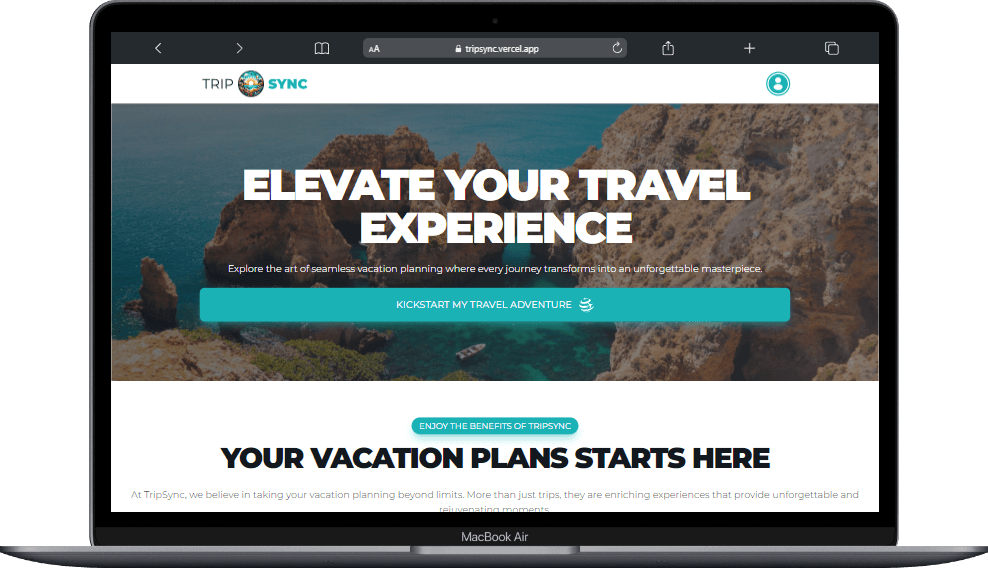 AA
tripsync.vercel.app
TRIP SYNC
ELEVATE YOUR TRAVEL
EXPERIENCE
Explore the art of seamless vacation planning where every journey transforms into an unforgettable masterpiece.
KICKSTART MY TRAVEL ADVENTURE
ENJOY THE BENEFITS OF TRIPSYNC
YOUR VACATION PLANS STARTS HERE
At TripSync, we believe in taking your vacation planning beyond limits. More than just trips, they are enriching experiences that provide unforgettable and
rejuvenating moments.
MacBook Air